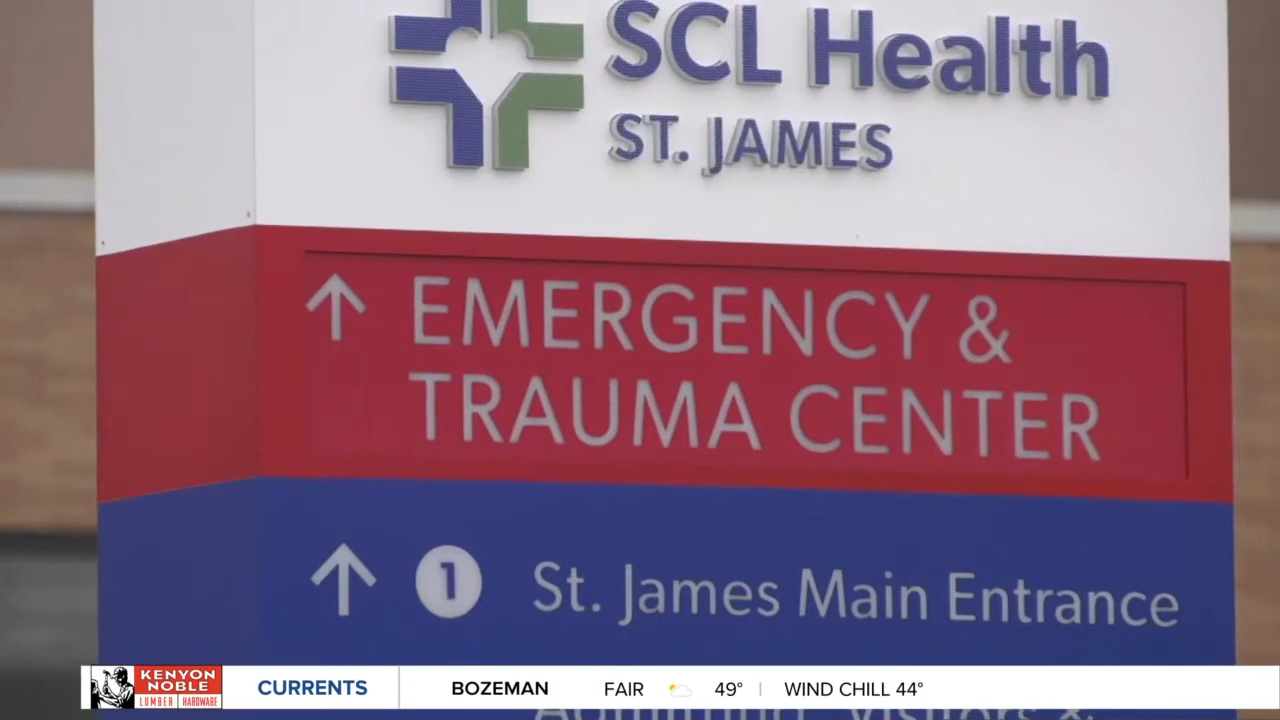 SCL Health
ST. JAMES
EMERGENCY &
TRAUMA CENTER
1 St. James Main Entrance
KENYON
NOBLE
LUMBER HARDWARE
CURRENTS
BOZEMAN FAIR 49° WIND CHILL 44°